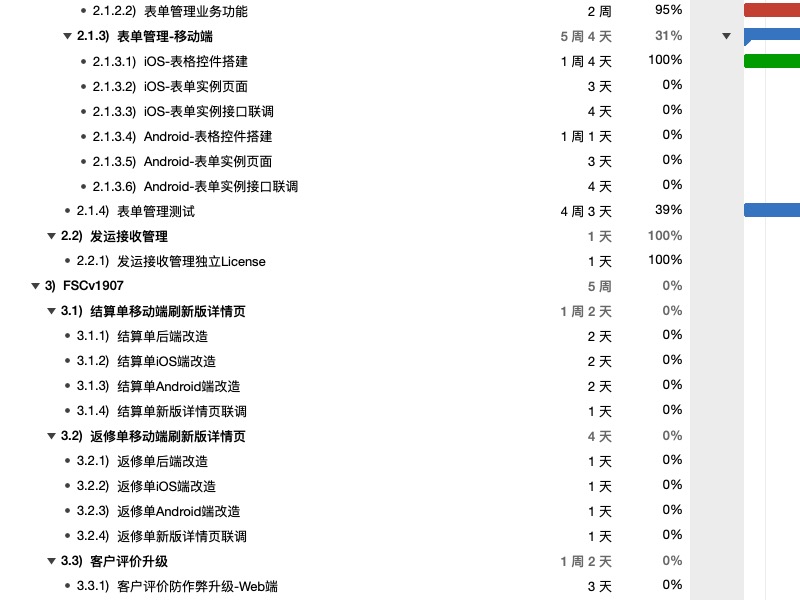 2.1.2.2) 表单管理业务功能 2 周 95%
2.1.3) 表单管理-移动端 5 周 4 天 31%
2.1.3.1) iOS-表格控件搭建 1 周 4 天 100%
2.1.3.2) iOS-表单实例页面 3 天 0%
2.1.3.3) iOS-表单实例接口联调 4 天 0%
2.1.3.4) Android-表格控件搭建 1 周 1 天 0%
2.1.3.5) Android-表单实例页面 3 天 0%
2.1.3.6) Android-表单实例接口联调 4 天 0%
2.1.4) 表单管理测试 4 周 3 天 39%
2.2) 发运接收管理 1 天 100%
2.2.1) 发运接收管理独立License 1 天 100%
3) FSCv1907 5 周 0%
3.1) 结算单移动端刷新版详情页 1 周 2 天 0%
3.1.1) 结算单后端改造 2 天 0%
3.1.2) 结算单iOS端改造 2 天 0%
3.1.3) 结算单Android端改造 2 天 0%
3.1.4) 结算单新版详情页联调 1 天 0%
3.2) 返修单移动端刷新版详情页 4 天 0%
3.2.1) 返修单后端改造 1 天 0%
3.2.2) 返修单iOS端改造 1 天 0%
3.2.3) 返修单Android端改造 1 天 0%
3.2.4) 返修单新版详情页联调 1 天 0%
3.3) 客户评价升级 1 周 2 天 0%
3.3.1) 客户评价防作弊升级-Web端 3 天 0%